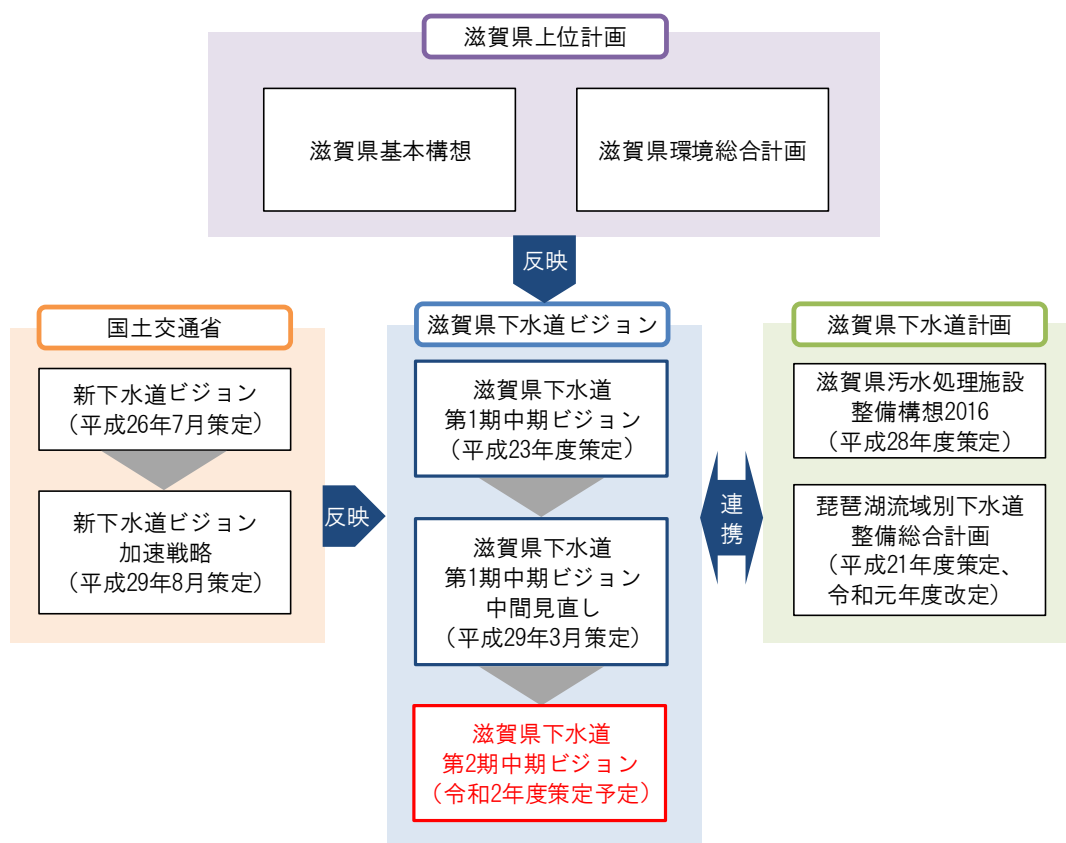 滋賀県上位計画
滋賀県基本構想
滋賀県環境総合計画
反映
国土交通省
新下水道ビジョン
（平成26年7月策定）
新下水道ビジョン
加速戦略
（平成29年8月策定）
反映
滋賀県下水道ビジョン
滋賀県下水道
第1期中期ビジョン
（平成23年度策定）
滋賀県下水道
第1期中期ビジョン
中間見直し
（平成29年3月策定）
滋賀県下水道
第2期中期ビジョン
（令和2年度策定予定）
連
携
滋賀県下水道計画
滋賀県汚水処理施設
整備構想2016
（平成28年度策定）
琵琶湖流域別下水道
整備総合計画
（平成21年度策定、
令和元年度改定）